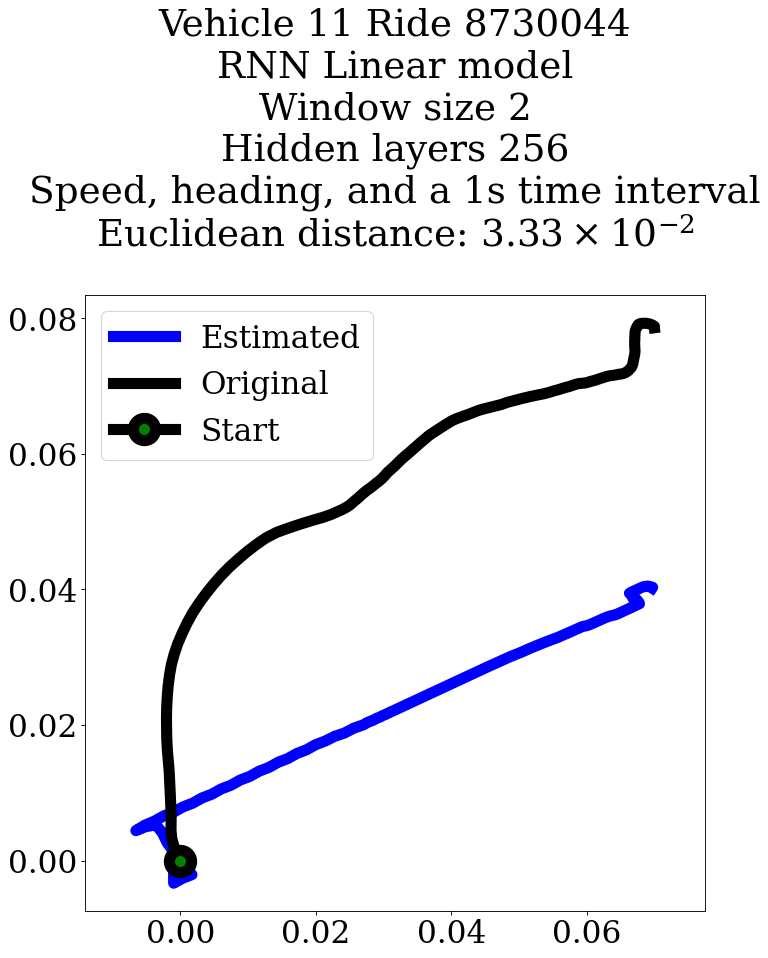 Vehicle 11 Ride 8730044
RNN Linear model
Window size 2
Hidden layers 256
Speed, heading, and a 1s time interval
Euclidean distance: 3.33 × 10⁻²
Estimated
Original
Start
0.08
0.06
0.04
0.02
0.00
0.00 0.02 0.04 0.06